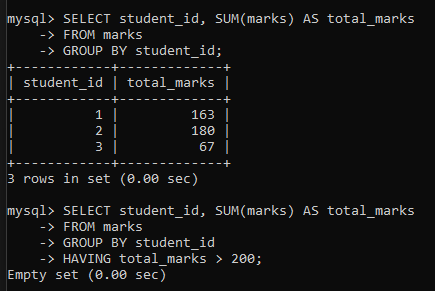 mysql> SELECT student_id, SUM(marks) AS total_marks
    -> FROM marks
    -> GROUP BY student_id;
+------------+-------------+
| student_id | total_marks |
+------------+-------------+
|          1 |         163 |
|          2 |         180 |
|          3 |          67 |
+------------+-------------+
3 rows in set (0.00 sec)

mysql> SELECT student_id, SUM(marks) AS total_marks
    -> FROM marks
    -> GROUP BY student_id
    -> HAVING total_marks > 200;
Empty set (0.00 sec)